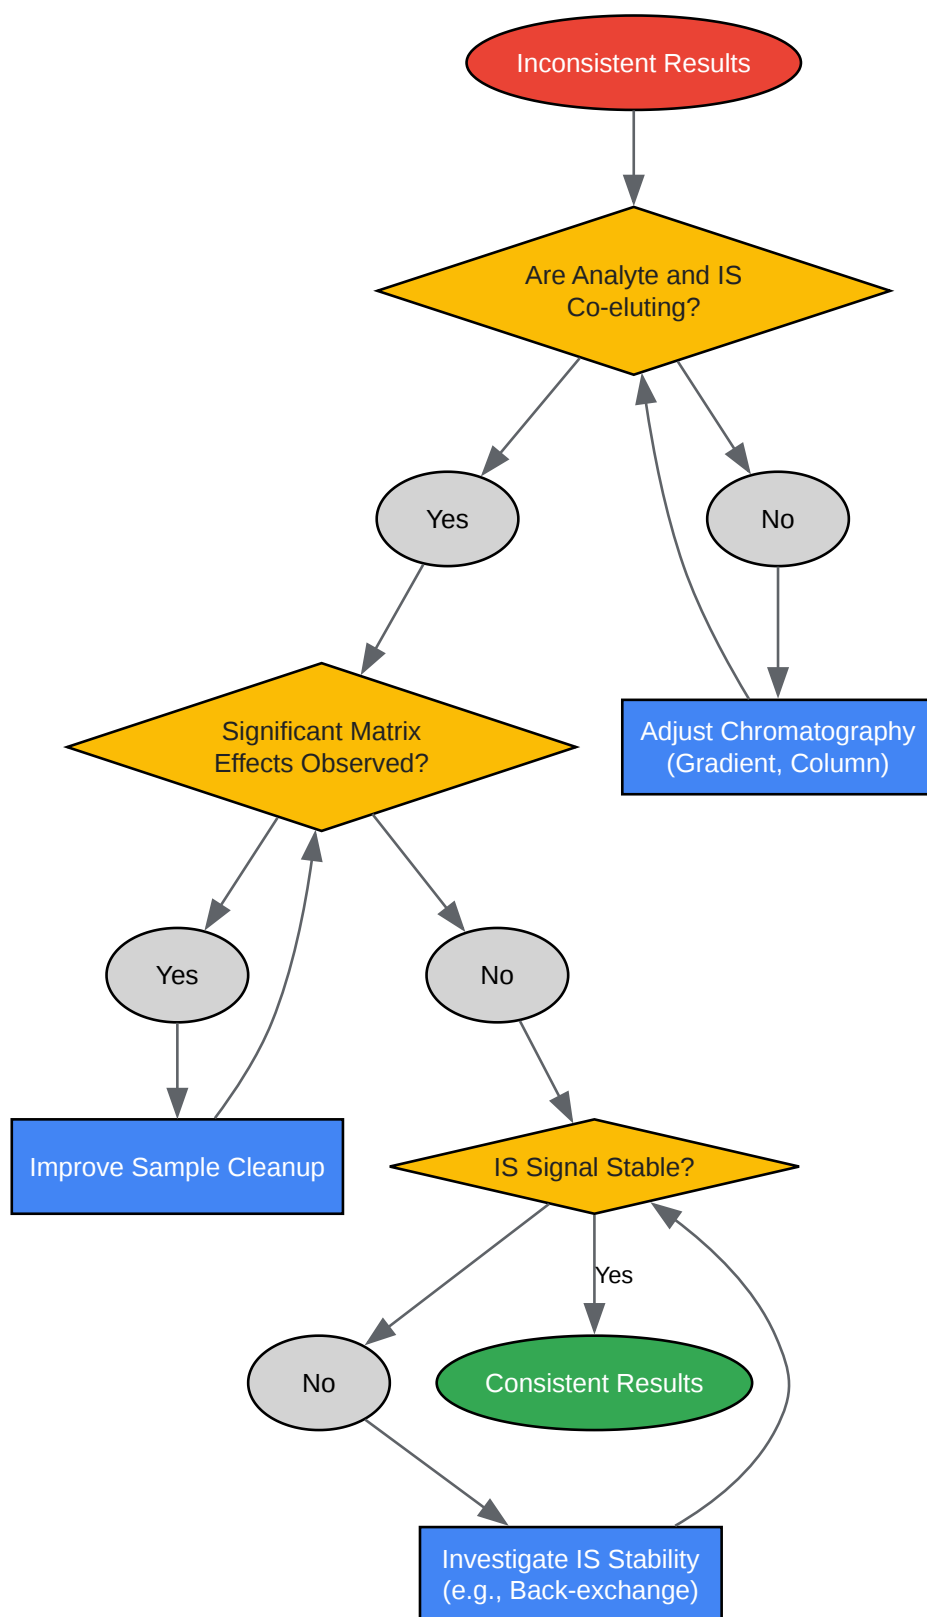 Inconsistent Results
Are Analyte and IS
Co-eluting?
Yes
No
Significant Matrix
Effects Observed?
Adjust Chromatography
(Gradient, Column)
Yes
No
Improve Sample Cleanup
IS Signal Stable?
Yes
No
Consistent Results
Investigate IS Stability
(e.g., Back-exchange)